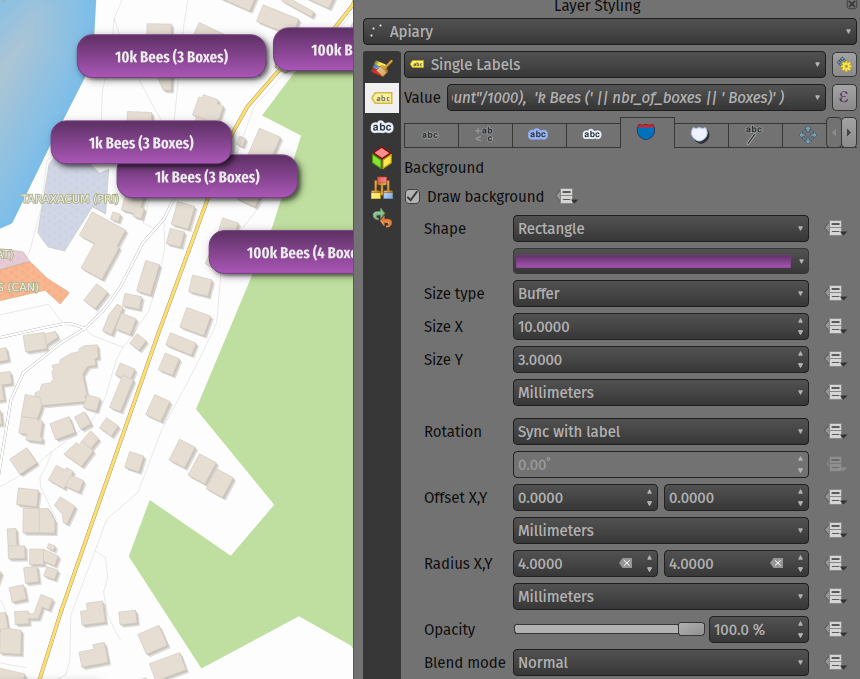 Layer Styling
Apiary
Single Labels
Value
unt"/1000), 'k Bees (' || nbr_of_boxes || ' Boxes)' )
ε
abc
+ab
< c
abc
abc
abc
Background
Draw background
Shape
Rectangle
Size type
Buffer
Size X
10.0000
Size Y
3.0000
Millimeters
Rotation
Sync with label
0.00°
Offset X,Y
0.0000
0.0000
Millimeters
Radius X,Y
4.0000
4.0000
Millimeters
Opacity
100.0 %
Blend mode
Normal
abc
abc
10k Bees (3 Boxes)
100k B
1k Bees (3 Boxes)
1k Bees (3 Boxes)
TARAXACUM (PRI)
100k Bees (4 Boxe
AT)
S (CAN)